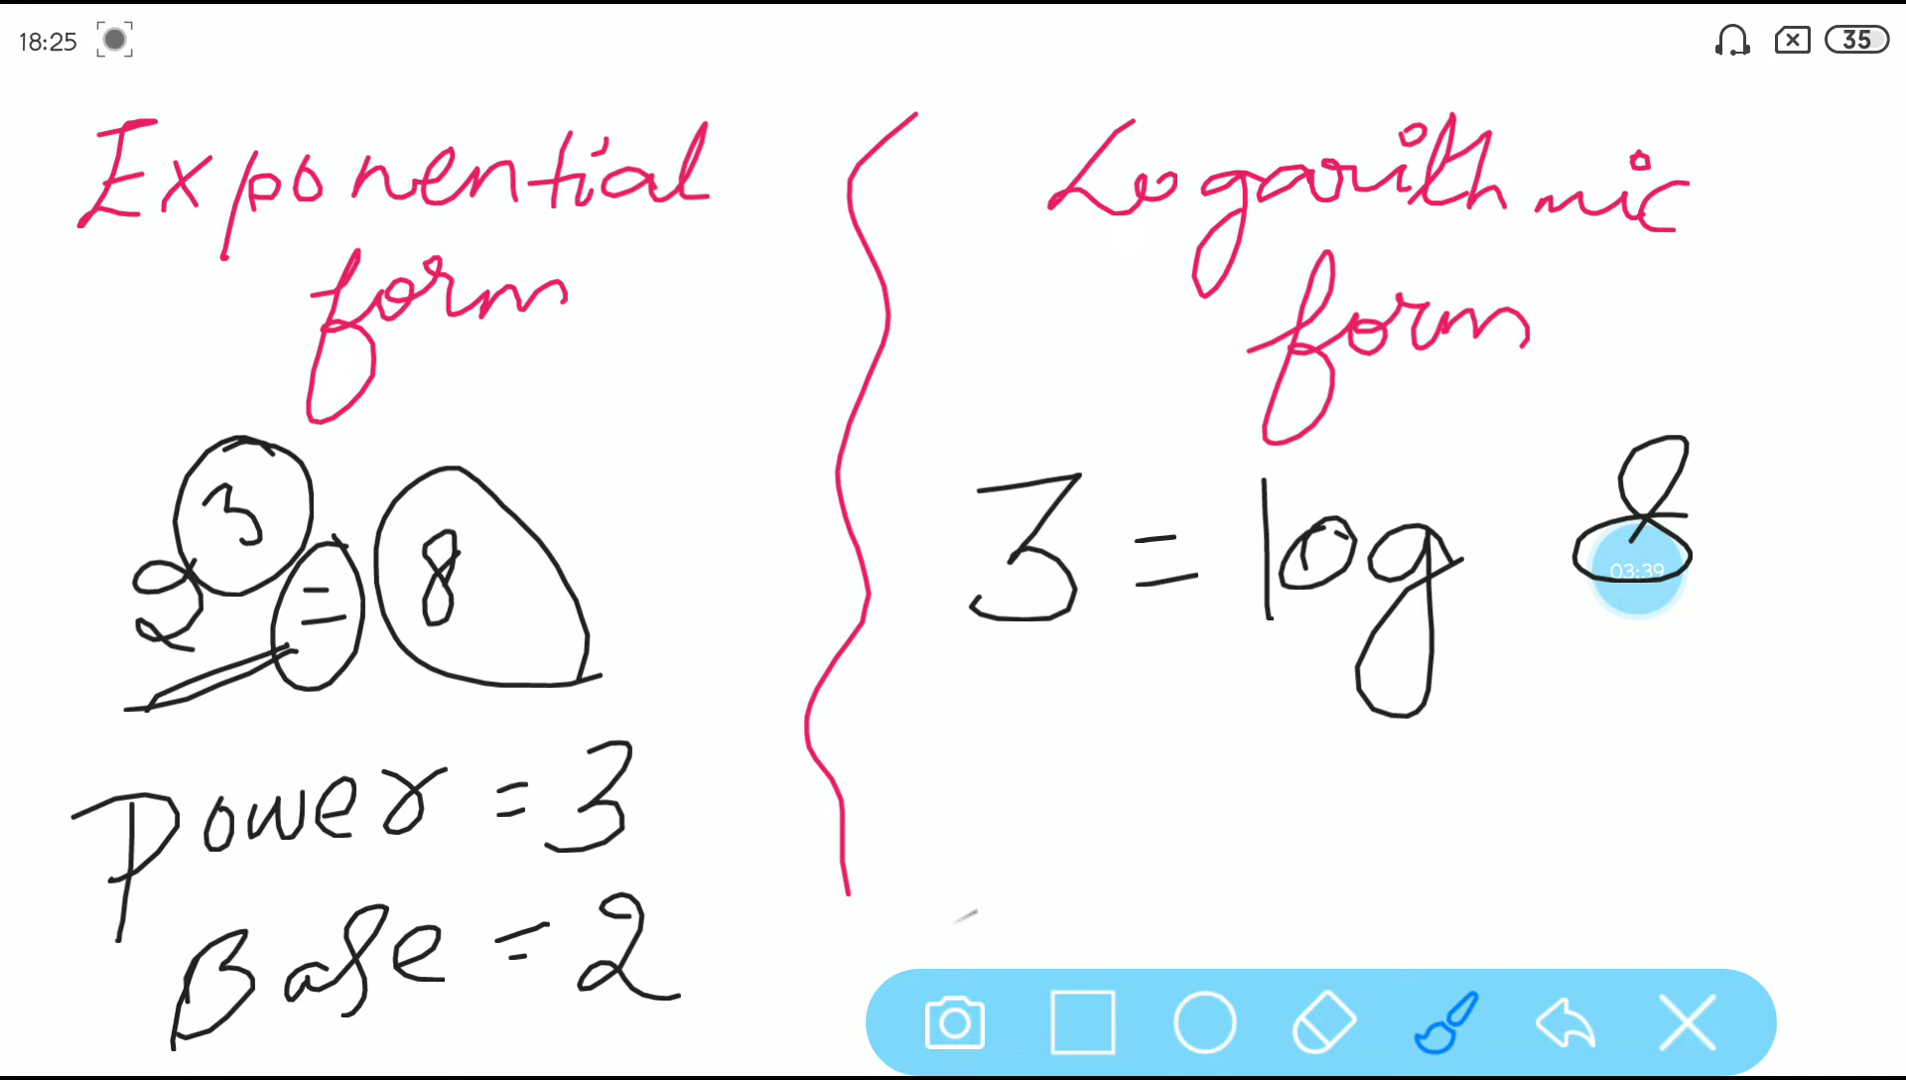 18:25
35
Exponential
form
2³ = 8
Power = 3
Base = 2
Logarithmic
form
3 = log 8
03:39